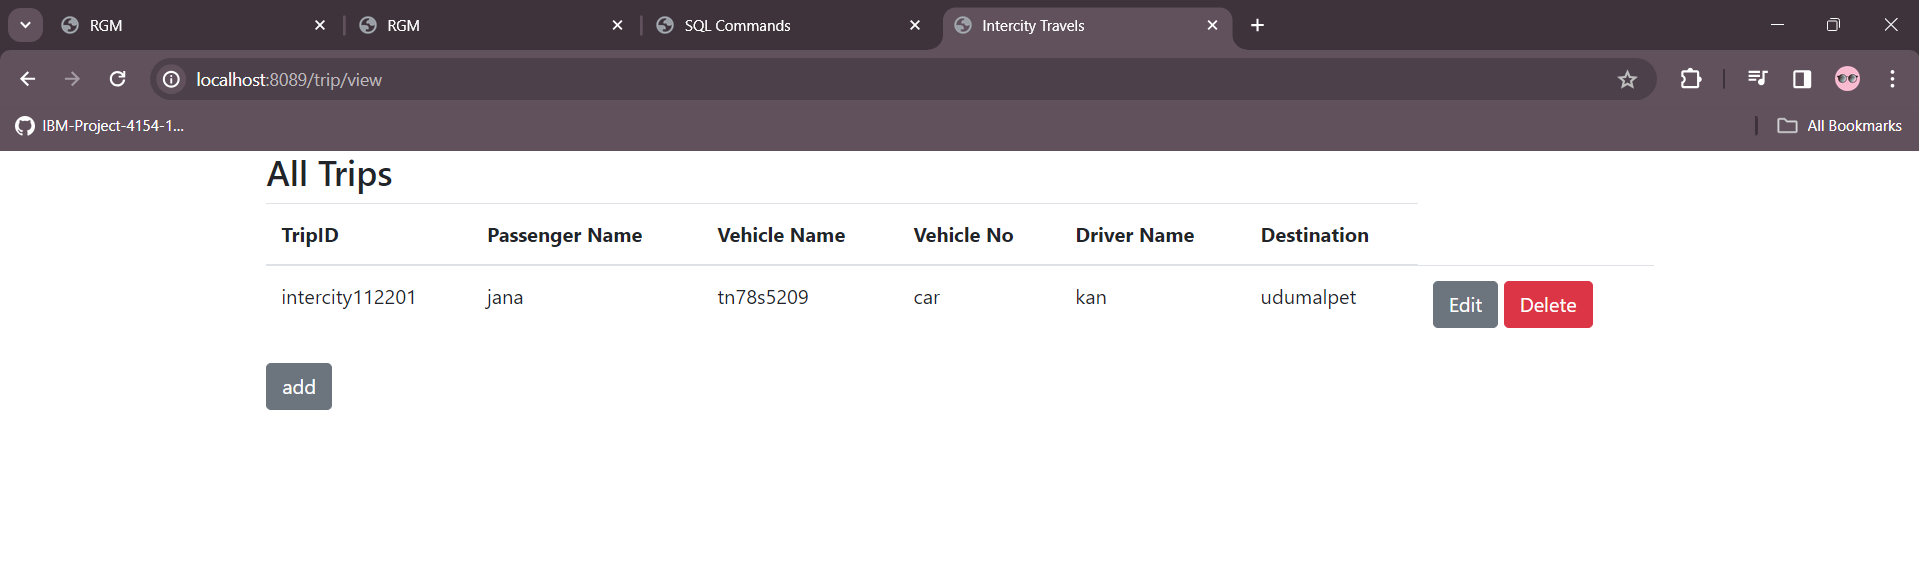 RGM RGM SQL Commands Intercity Travels
localhost:8089/trip/view
IBM-Project-4154-1... All Bookmarks
All Trips
TripID Passenger Name Vehicle Name Vehicle No Driver Name Destination
intercity112201 jana tn78s5209 car kan udumalpet Edit Delete
add